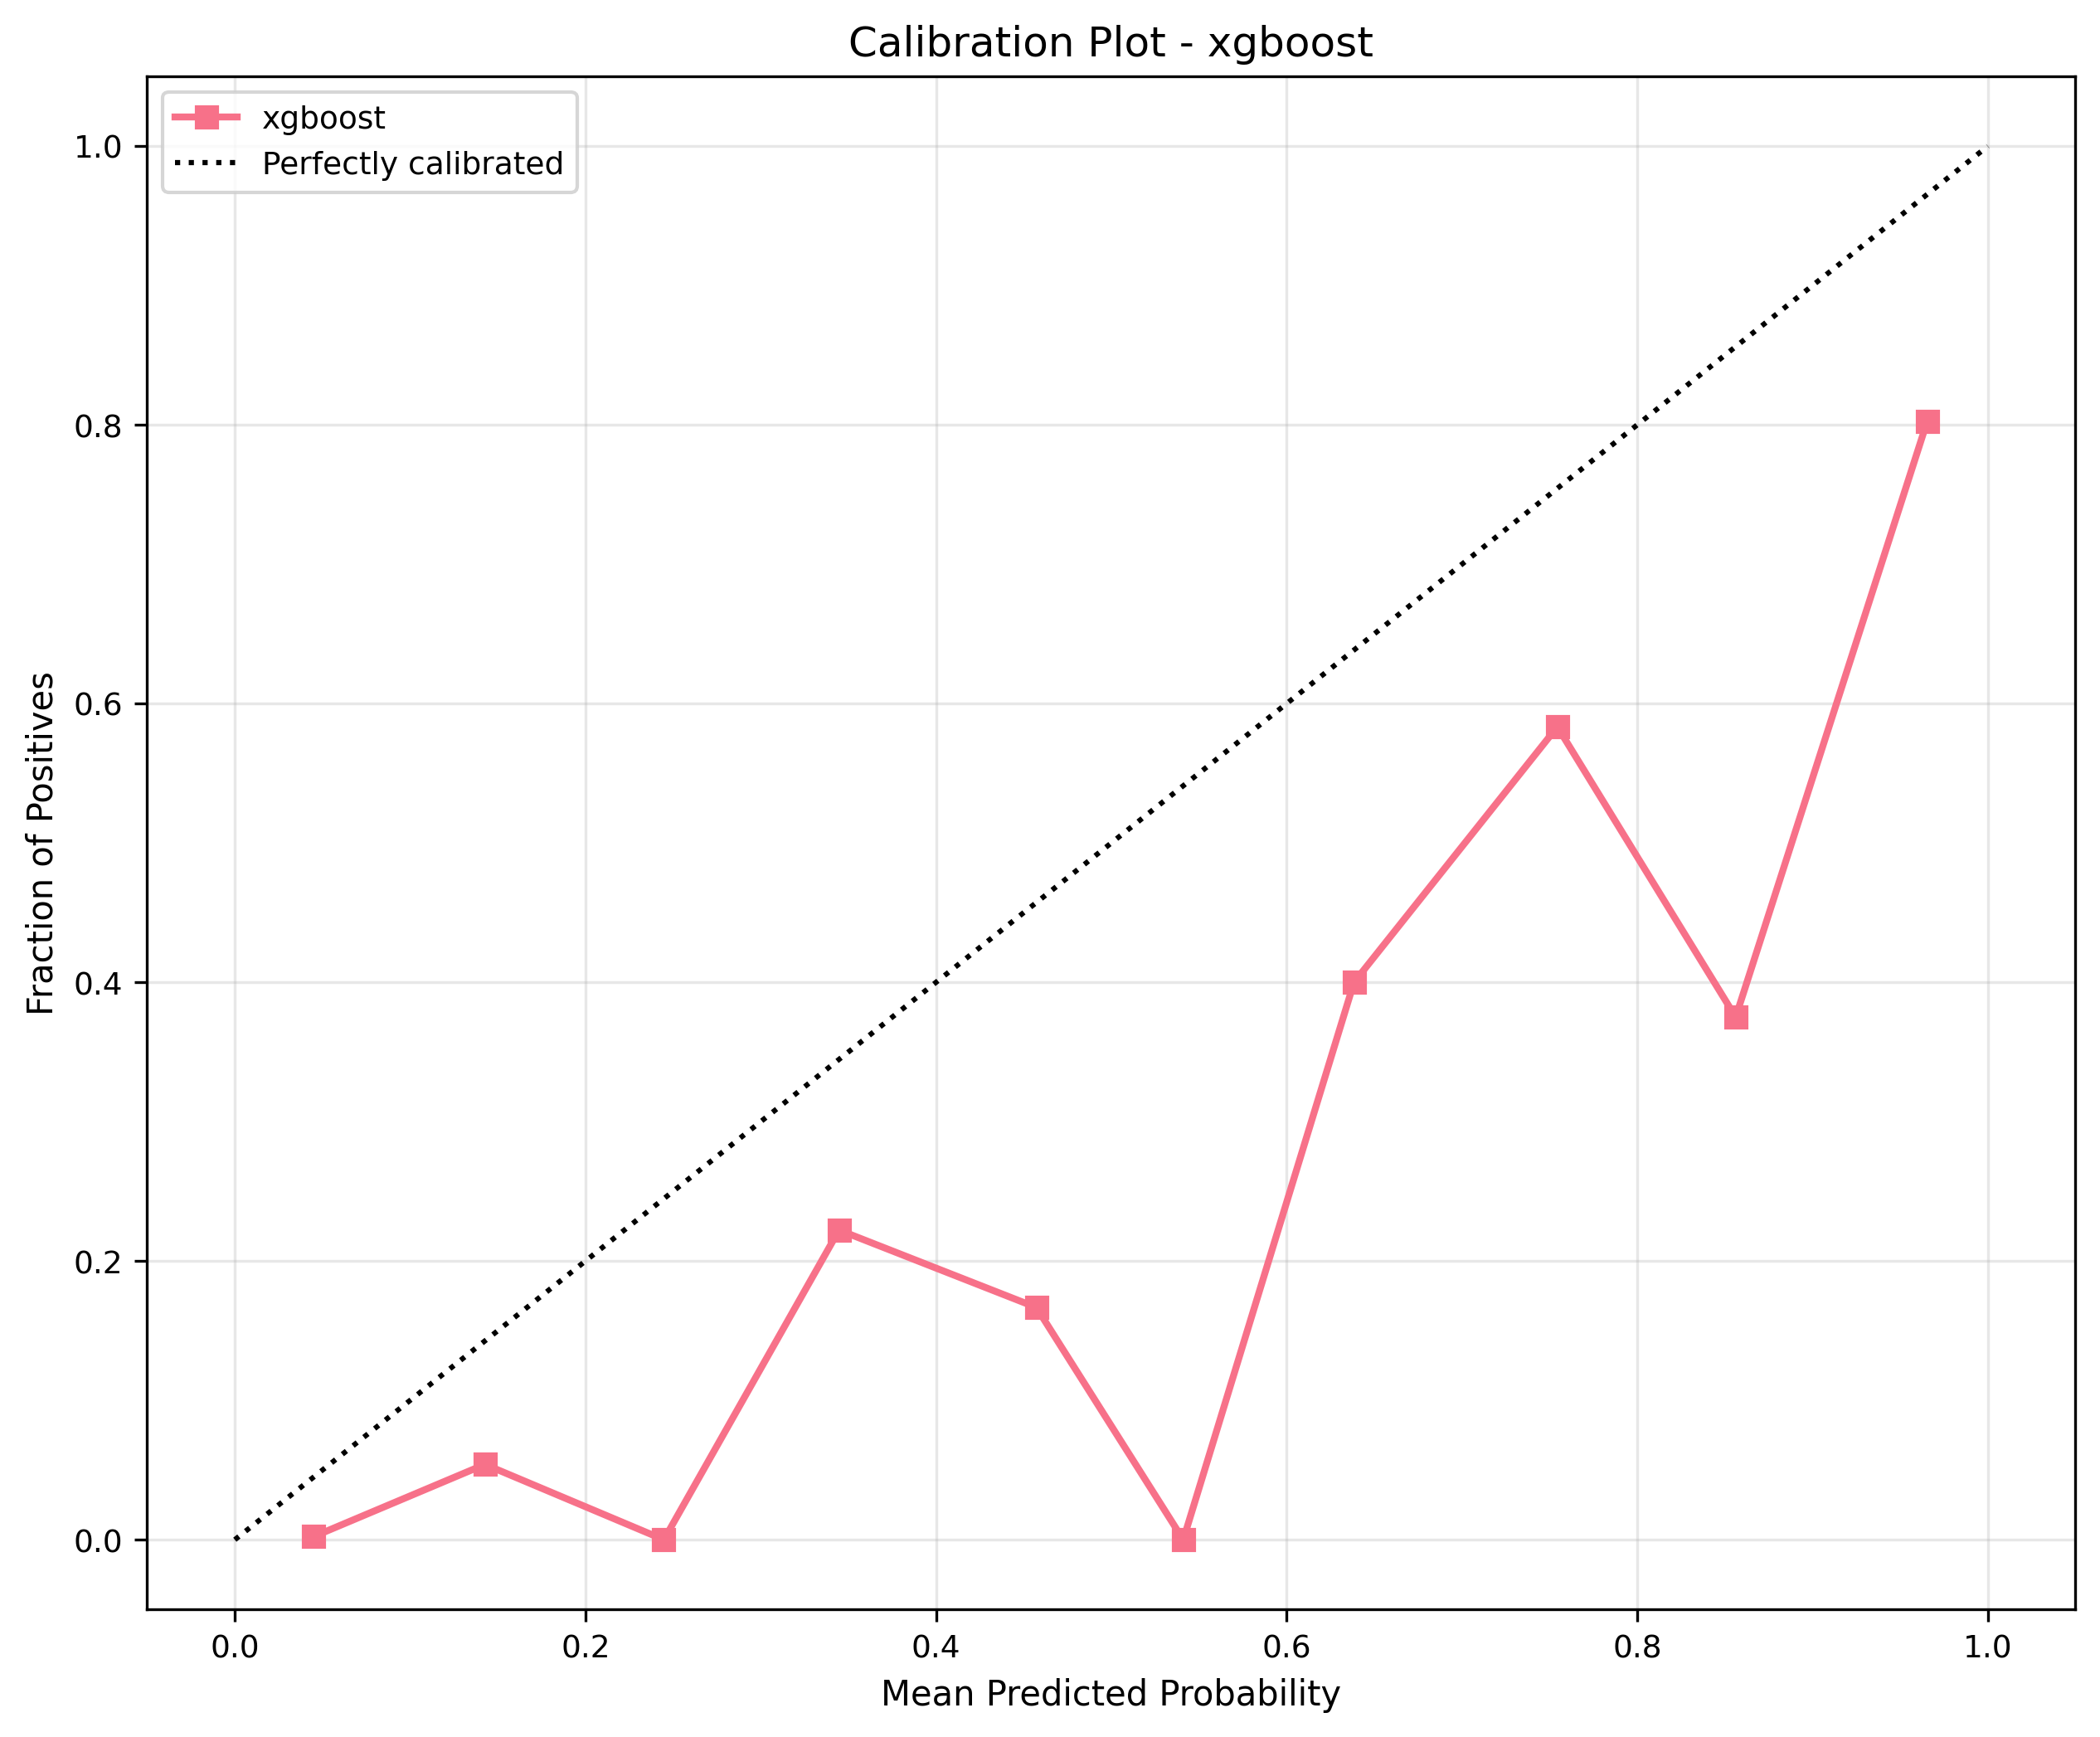 Calibration Plot - xgboost
xgboost
Perfectly calibrated
1.0
0.8
0.6
0.4
0.2
0.0
Fraction of Positives
0.0 0.2 0.4 0.6 0.8 1.0
Mean Predicted Probability